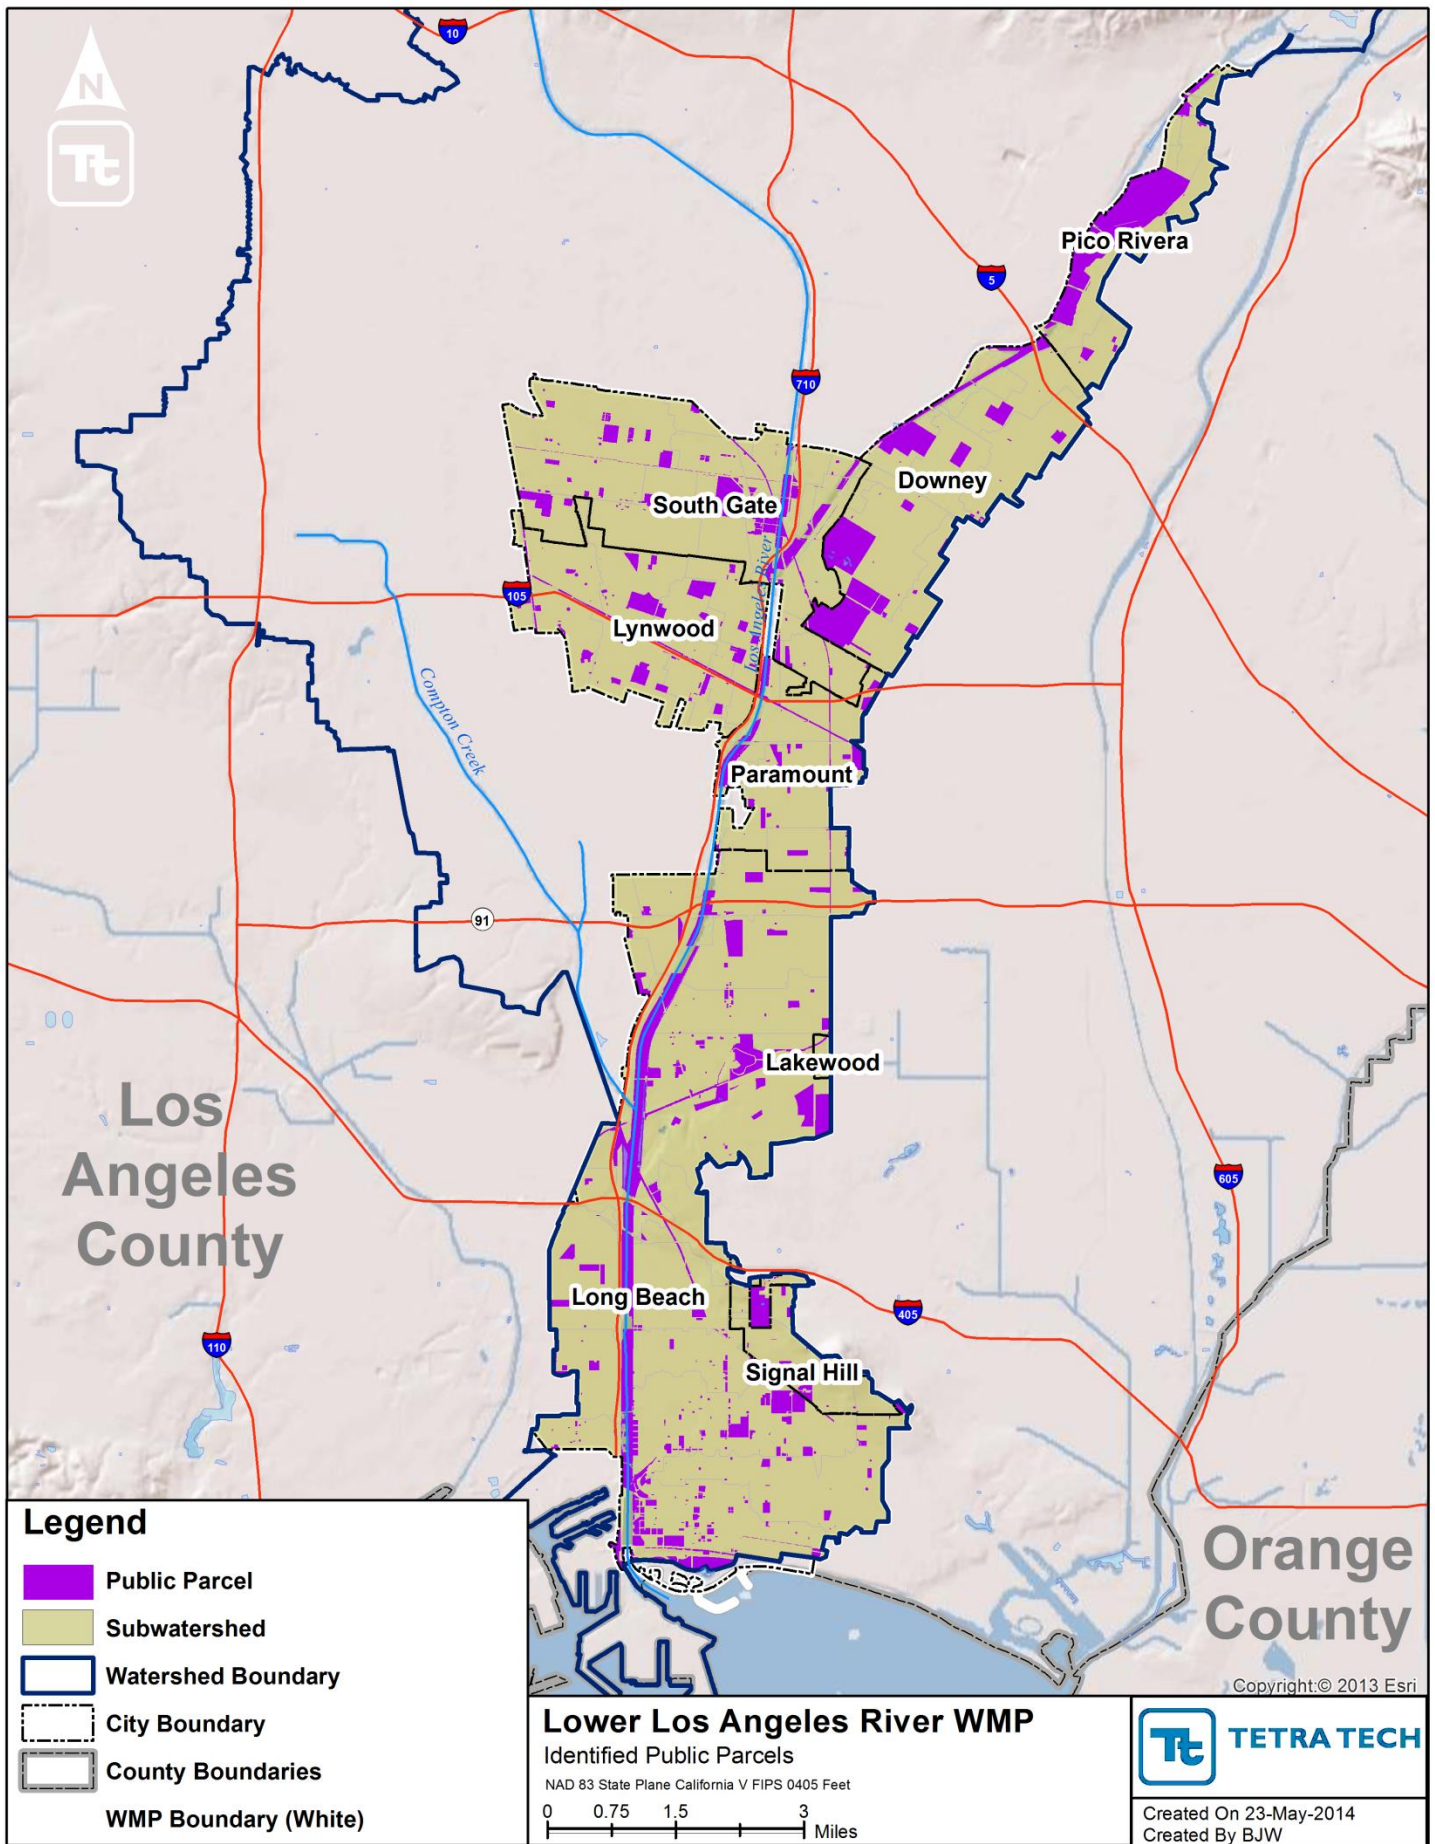 10
N
Tt
Pico Rivera
5
710
Downey
South Gate
Los Angeles River
105
Lynwood
Compton Creek
Paramount
91
Lakewood
Los
Angeles
County
605
Long Beach
405
110
Signal Hill
Orange
County
Copyright:© 2013 Esri
Legend
Public Parcel
Subwatershed
Watershed Boundary
City Boundary
County Boundaries
WMP Boundary (White)
Lower Los Angeles River WMP
Identified Public Parcels
NAD 83 State Plane California V FIPS 0405 Feet
0 0.75 1.5 3
Miles
Tt TETRA TECH
Created On 23-May-2014
Created By BJW